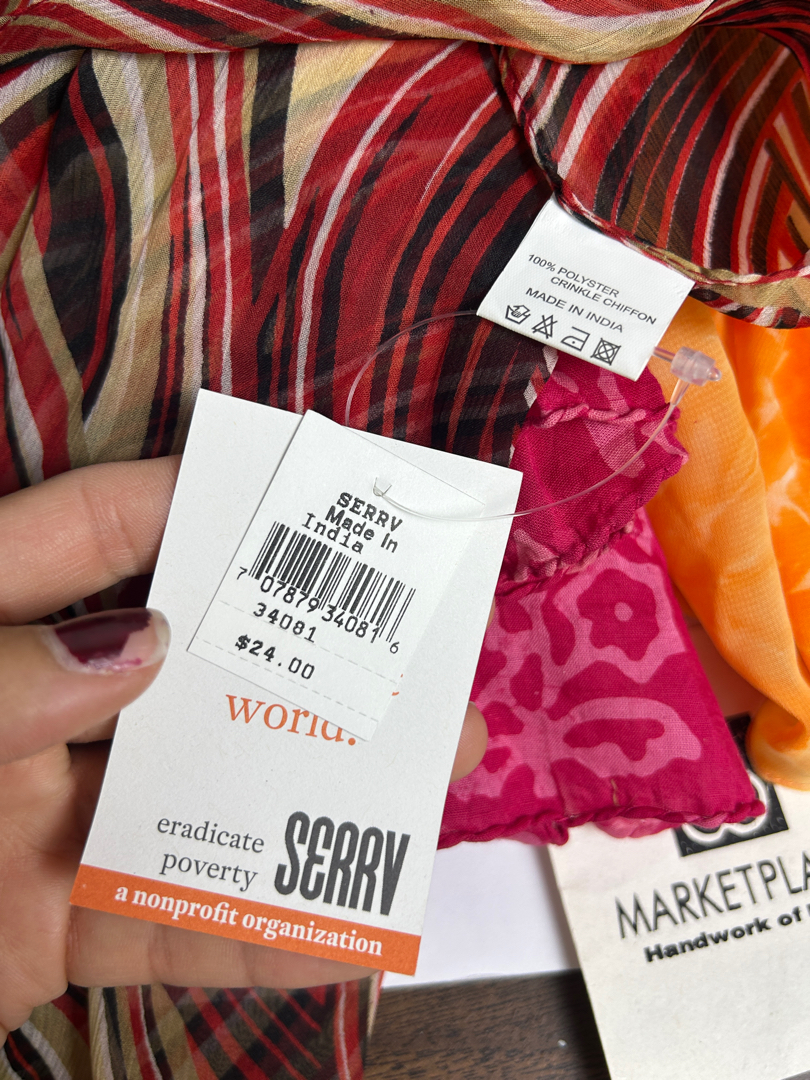 100% POLYSTER
CRINKLE CHIFFON
MADE IN INDIA
SERRV
Made In
India
7 07879 34081 6
34081
$24.00
world.
eradicate
poverty
SERRV
a nonprofit organization
Handwork of